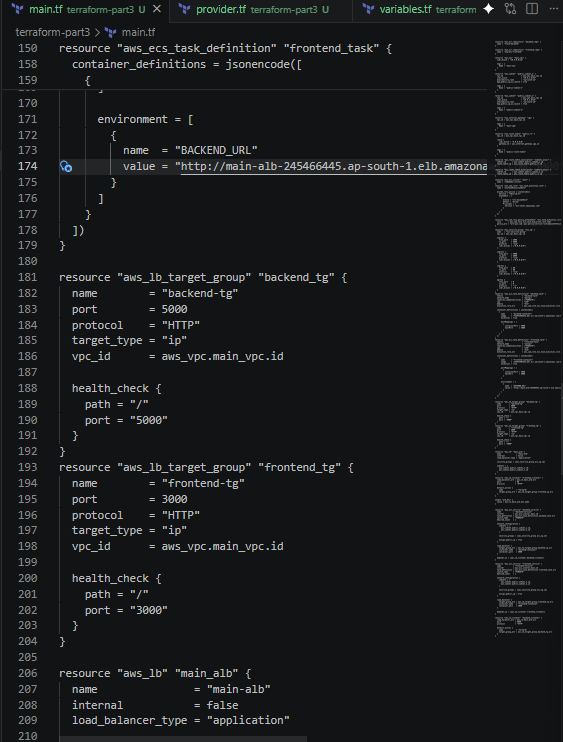 main.tf terraform-part3 U
provider.tf terraform-part3 U
variables.tf terraform-part3 U
terraform-part3 > main.tf
150 resource "aws_ecs_task_definition" "frontend_task" {
158 container_definitions = jsonencode([
159 {
170
171 environment = [
172 {
173 name = "BACKEND_URL"
174 value = "http://main-alb-245466445.ap-south-1.elb.amazona
175 }
176 ]
177 }
178 ])
179 }
180
181 resource "aws_lb_target_group" "backend_tg" {
182 name = "backend-tg"
183 port = 5000
184 protocol = "HTTP"
185 target_type = "ip"
186 vpc_id = aws_vpc.main_vpc.id
187
188 health_check {
189 path = "/"
190 port = "5000"
191 }
192 }
193 resource "aws_lb_target_group" "frontend_tg" {
194 name = "frontend-tg"
195 port = 3000
196 protocol = "HTTP"
197 target_type = "ip"
198 vpc_id = aws_vpc.main_vpc.id
199
200 health_check {
201 path = "/"
202 port = "3000"
203 }
204 }
205
206 resource "aws_lb" "main_alb" {
207 name = "main-alb"
208 internal = false
209 load_balancer_type = "application"
210